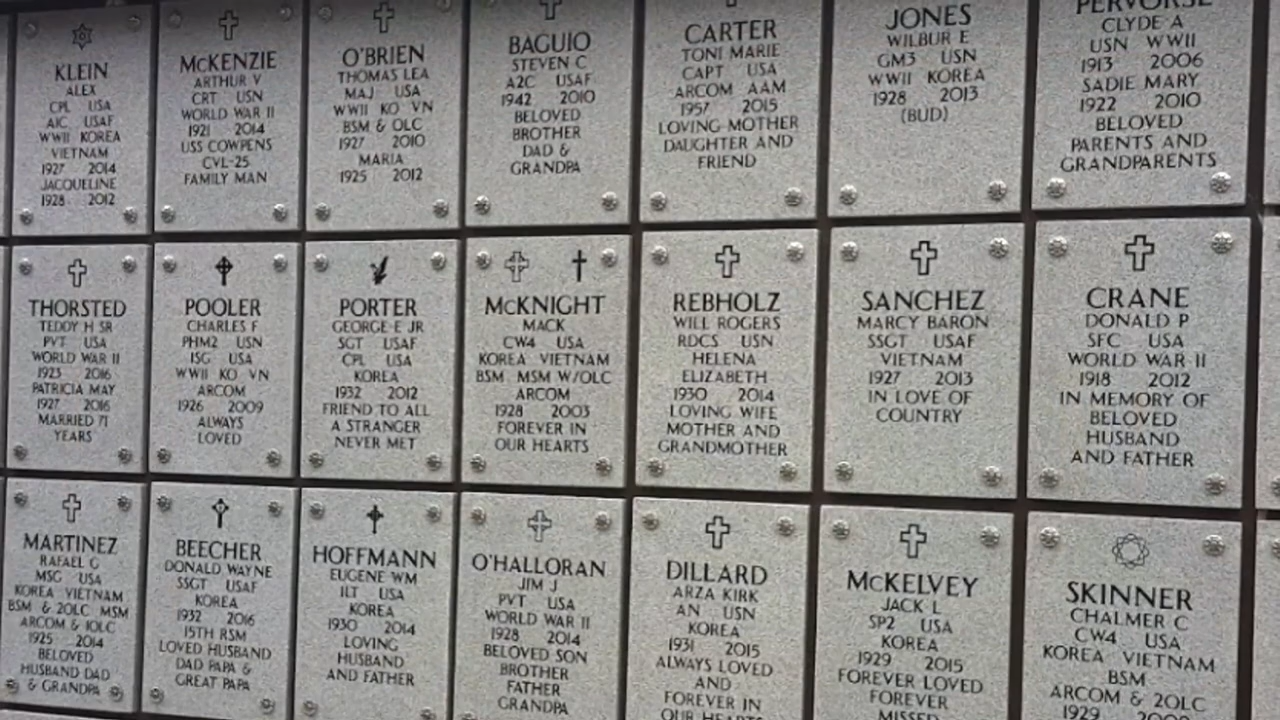 KLEIN
ALEX
CPL USA
A1C USAF
WWII KOREA
VIETNAM
1927 2014
JACQUELINE
1928 2012
McKENZIE
ARTHUR V
CRT USN
WORLD WAR II
1921 2014
USS COWPENS
CVL-25
FAMILY MAN
O'BRIEN
THOMAS LEA
MAJ USA
WWII KO VN
BSM & OLC
1927 2010
MARIA
1925 2012
BAGUIO
STEVEN C
A2C USAF
1942 2010
BELOVED
BROTHER
DAD &
GRANDPA
CARTER
TONI MARIE
CAPT USA
ARCOM AAM
1957 2015
LOVING MOTHER
DAUGHTER AND
FRIEND
JONES
WILBUR E
GM3 USN
WWII KOREA
1928 2013
(BUD)
PERVORSE
CLYDE A
USN WWII
1913 2006
SADIE MARY
1922 2010
BELOVED
PARENTS AND
GRANDPARENTS
THORSTED
TEDDY H SR
PVT USA
WORLD WAR II
1923 2016
PATRICIA MAY
1927 2016
MARRIED 71
YEARS
POOLER
CHARLES F
PHM2 USN
1SG USA
WWII KO VN
ARCOM
1926 2009
ALWAYS
LOVED
PORTER
GEORGE E JR
SGT USAF
CPL USA
KOREA
1932 2012
FRIEND TO ALL
A STRANGER
NEVER MET
McKNIGHT
MACK
CW4 USA
KOREA VIETNAM
BSM MSM W/OLC
ARCOM
1928 2003
FOREVER IN
OUR HEARTS
REBHOLZ
WILL ROGERS
RDCS USN
HELENA
ELIZABETH
1930 2014
LOVING WIFE
MOTHER AND
GRANDMOTHER
SANCHEZ
MARCY BARON
SSGT USAF
VIETNAM
1927 2013
IN LOVE OF
COUNTRY
CRANE
DONALD P
SFC USA
WORLD WAR II
1918 2012
IN MEMORY OF
BELOVED
HUSBAND
AND FATHER
MARTINEZ
RAFAEL G
MSG USA
KOREA VIETNAM
BSM & 2OLC MSM
ARCOM & 1OLC
1925 2014
BELOVED
HUSBAND DAD
& GRANDPA
BEECHER
DONALD WAYNE
SSGT USAF
KOREA
1932 2016
15TH RSM
LOVED HUSBAND
DAD PAPA &
GREAT PAPA
HOFFMANN
EUGENE WM
1LT USA
KOREA
1930 2014
LOVING
HUSBAND
AND FATHER
O'HALLORAN
JIM J
PVT USA
WORLD WAR II
1928 2014
BELOVED SON
BROTHER
FATHER
GRANDPA
DILLARD
ARZA KIRK
AN USN
KOREA
1931 2015
ALWAYS LOVED
AND
FOREVER IN
OUR HEARTS
McKELVEY
JACK L
SP2 USA
KOREA
1929 2015
FOREVER LOVED
FOREVER
MISSED
SKINNER
CHALMER C
CW4 USA
KOREA VIETNAM
BSM
ARCOM & 2OLC
1929